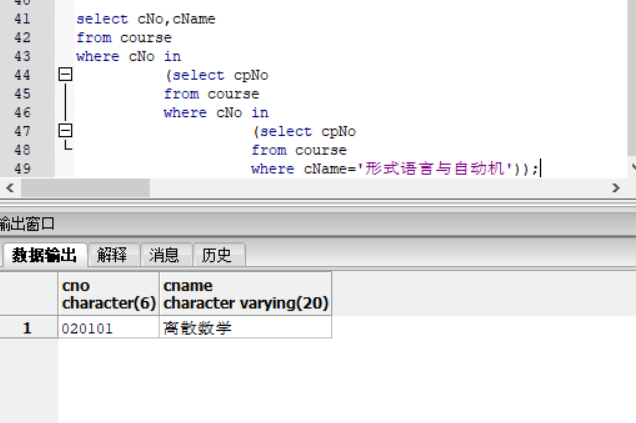 41 select cNo,cName
42 from course
43 where cNo in
44 (select cpNo
45 from course
46 where cNo in
47 (select cpNo
48 from course
49 where cName='形式语言与自动机'));
输出窗口
数据输出 解释 消息 历史
cno cname
character(6) character varying(20)
1 020101 离散数学